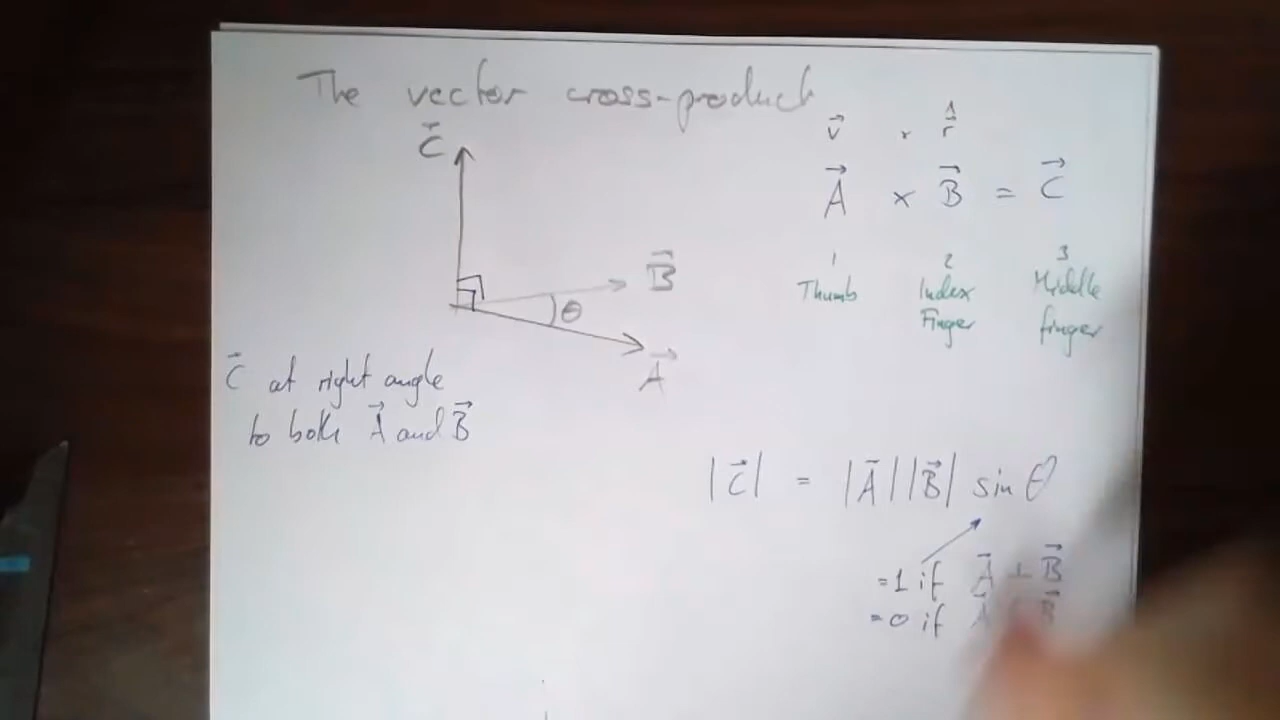 The vector cross-product
C⃗
v⃗ × r̂
A⃗ × B⃗ = C⃗
1 2 3
Thumb Index Finger Middle finger
B⃗
θ
A⃗
C⃗ at right angle
to both A⃗ and B⃗
|C⃗| = |A⃗||B⃗| sin θ
=1 if A⃗ ⊥ B⃗
=0 if A⃗ B⃗